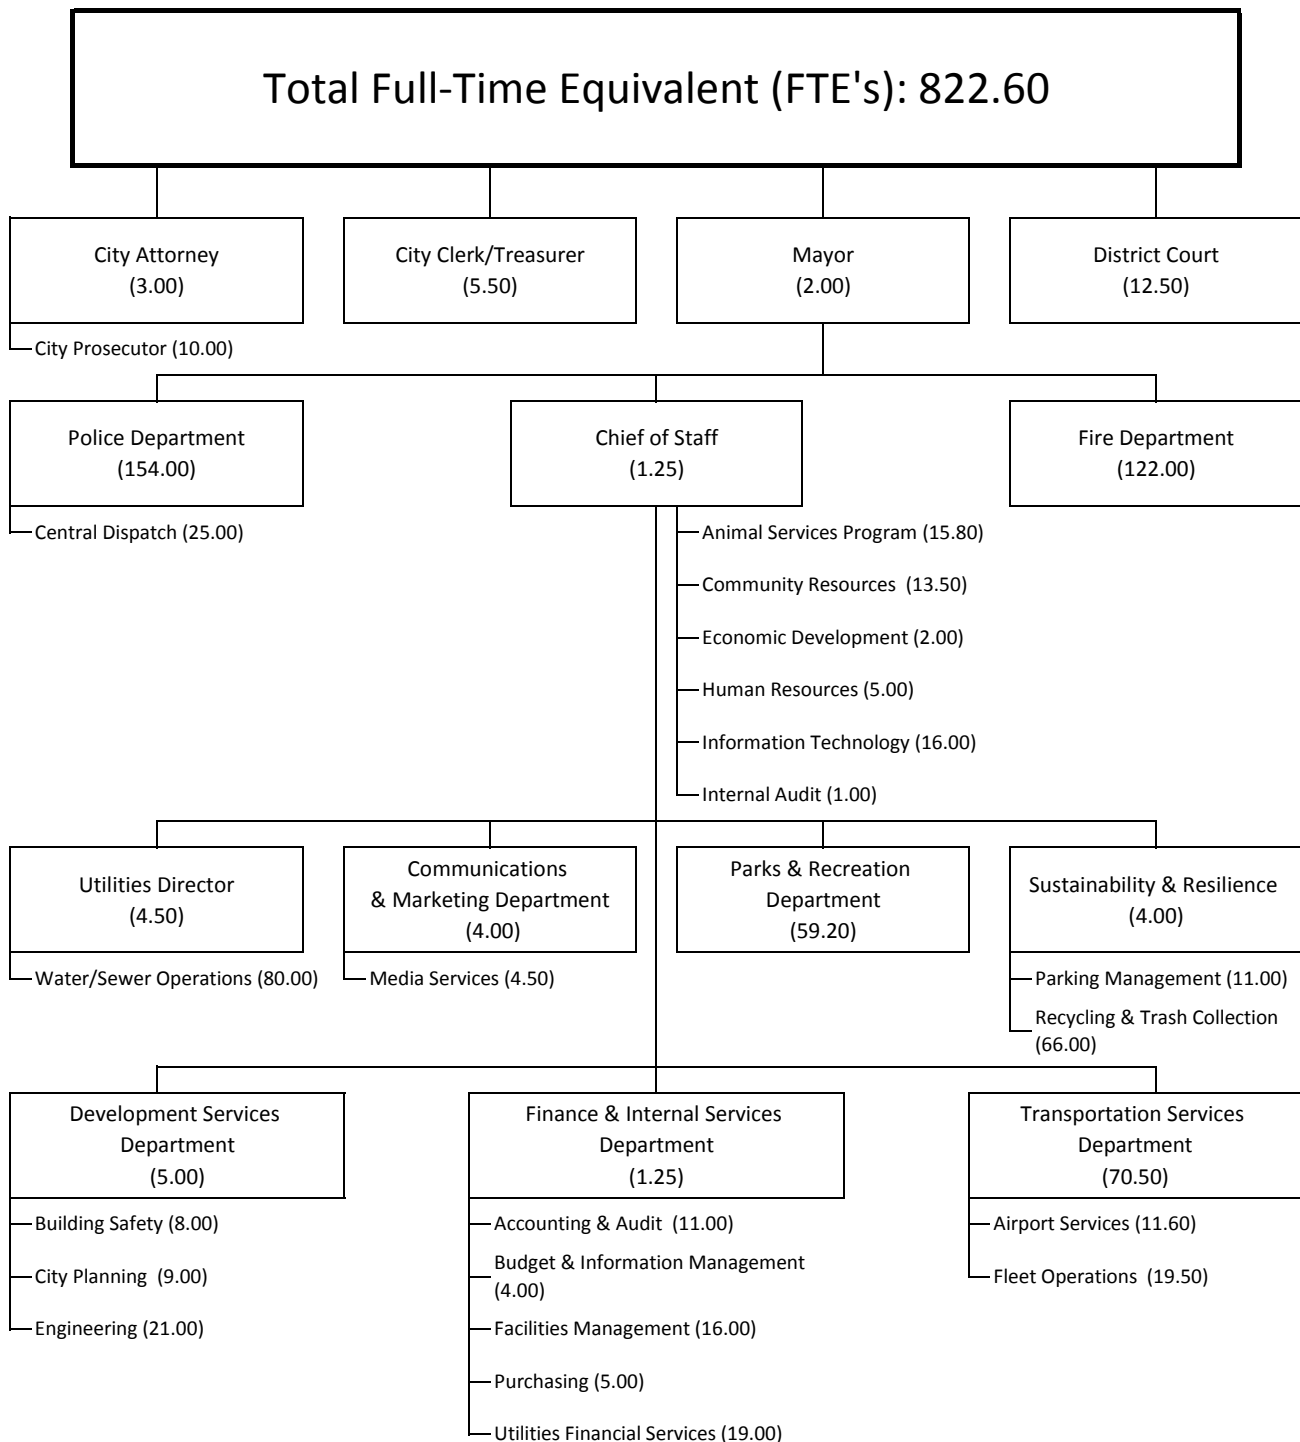 Total Full-Time Equivalent (FTE's): 822.60
City Attorney
(3.00)
City Clerk/Treasurer
(5.50)
Mayor
(2.00)
District Court
(12.50)
City Prosecutor (10.00)
Police Department
(154.00)
Chief of Staff
(1.25)
Fire Department
(122.00)
Central Dispatch (25.00)
Animal Services Program (15.80)
Community Resources  (13.50)
Economic Development (2.00)
Human Resources (5.00)
Information Technology (16.00)
Internal Audit (1.00)
Utilities Director
(4.50)
Communications
& Marketing Department
(4.00)
Parks & Recreation
Department
(59.20)
Sustainability & Resilience
(4.00)
Water/Sewer Operations (80.00)
Media Services (4.50)
Parking Management (11.00)
Recycling & Trash Collection
(66.00)
Development Services
Department
(5.00)
Finance & Internal Services
Department
(1.25)
Transportation Services
Department
(70.50)
Building Safety (8.00)
City Planning  (9.00)
Engineering (21.00)
Accounting & Audit  (11.00)
Budget & Information Management
(4.00)
Facilities Management (16.00)
Purchasing (5.00)
Utilities Financial Services (19.00)
Airport Services (11.60)
Fleet Operations  (19.50)